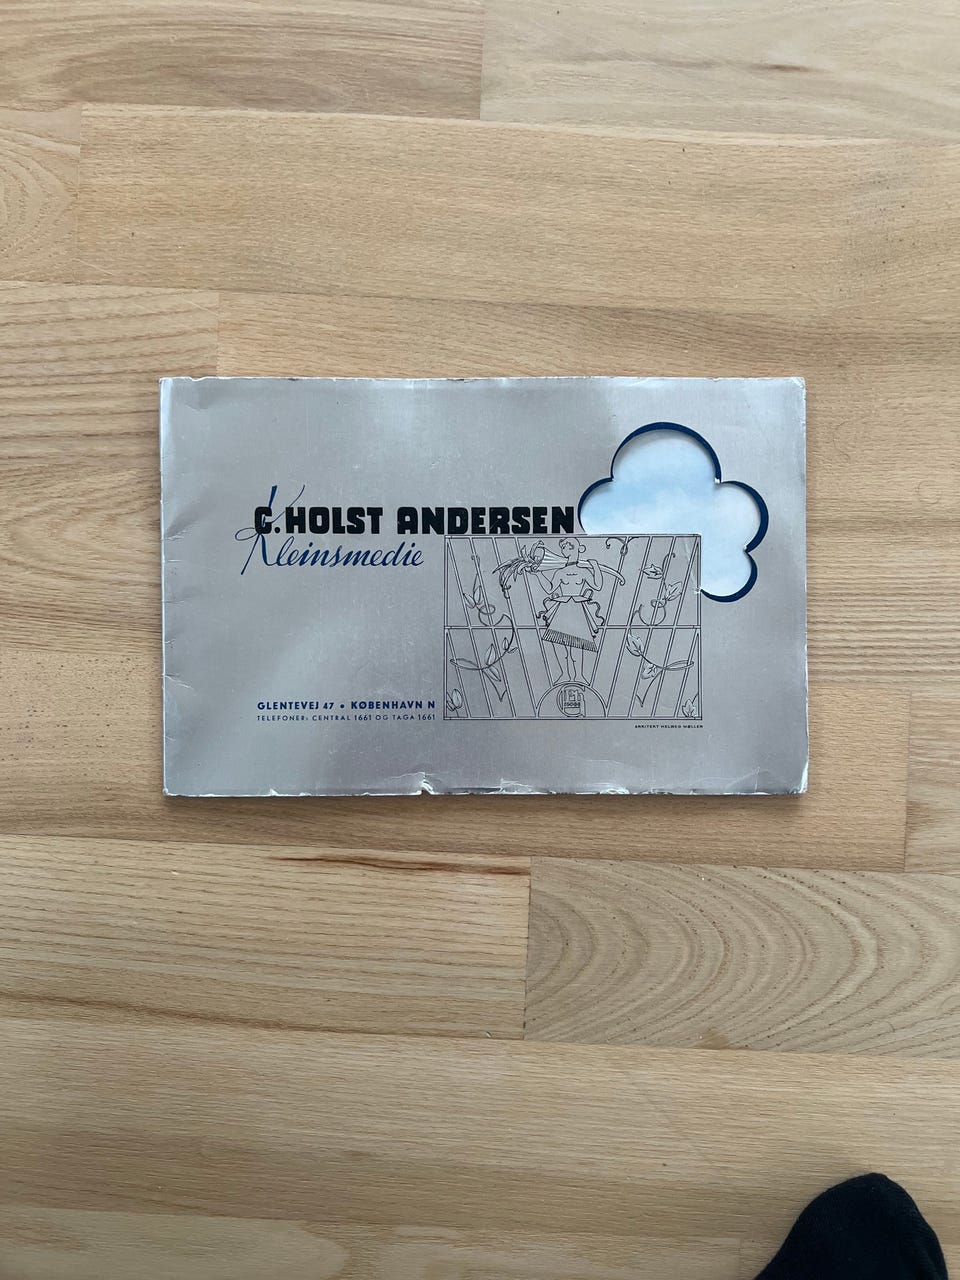 C. HOLST ANDERSEN
Kleinsmedie
GLENTEVEJ 47 • KØBENHAVN N
TELEFONER: CENTRAL 1661 OG TAGA 1661
ARKITEKT HELWEG MØLLER